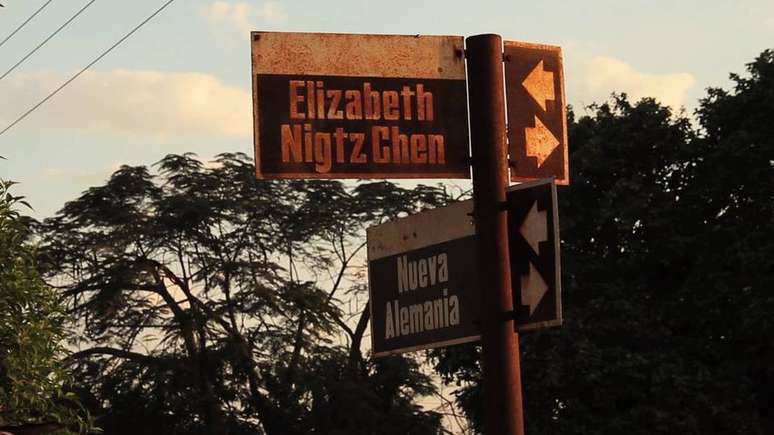 Elizabeth
Nigtz Chen
Nueva
Alemania